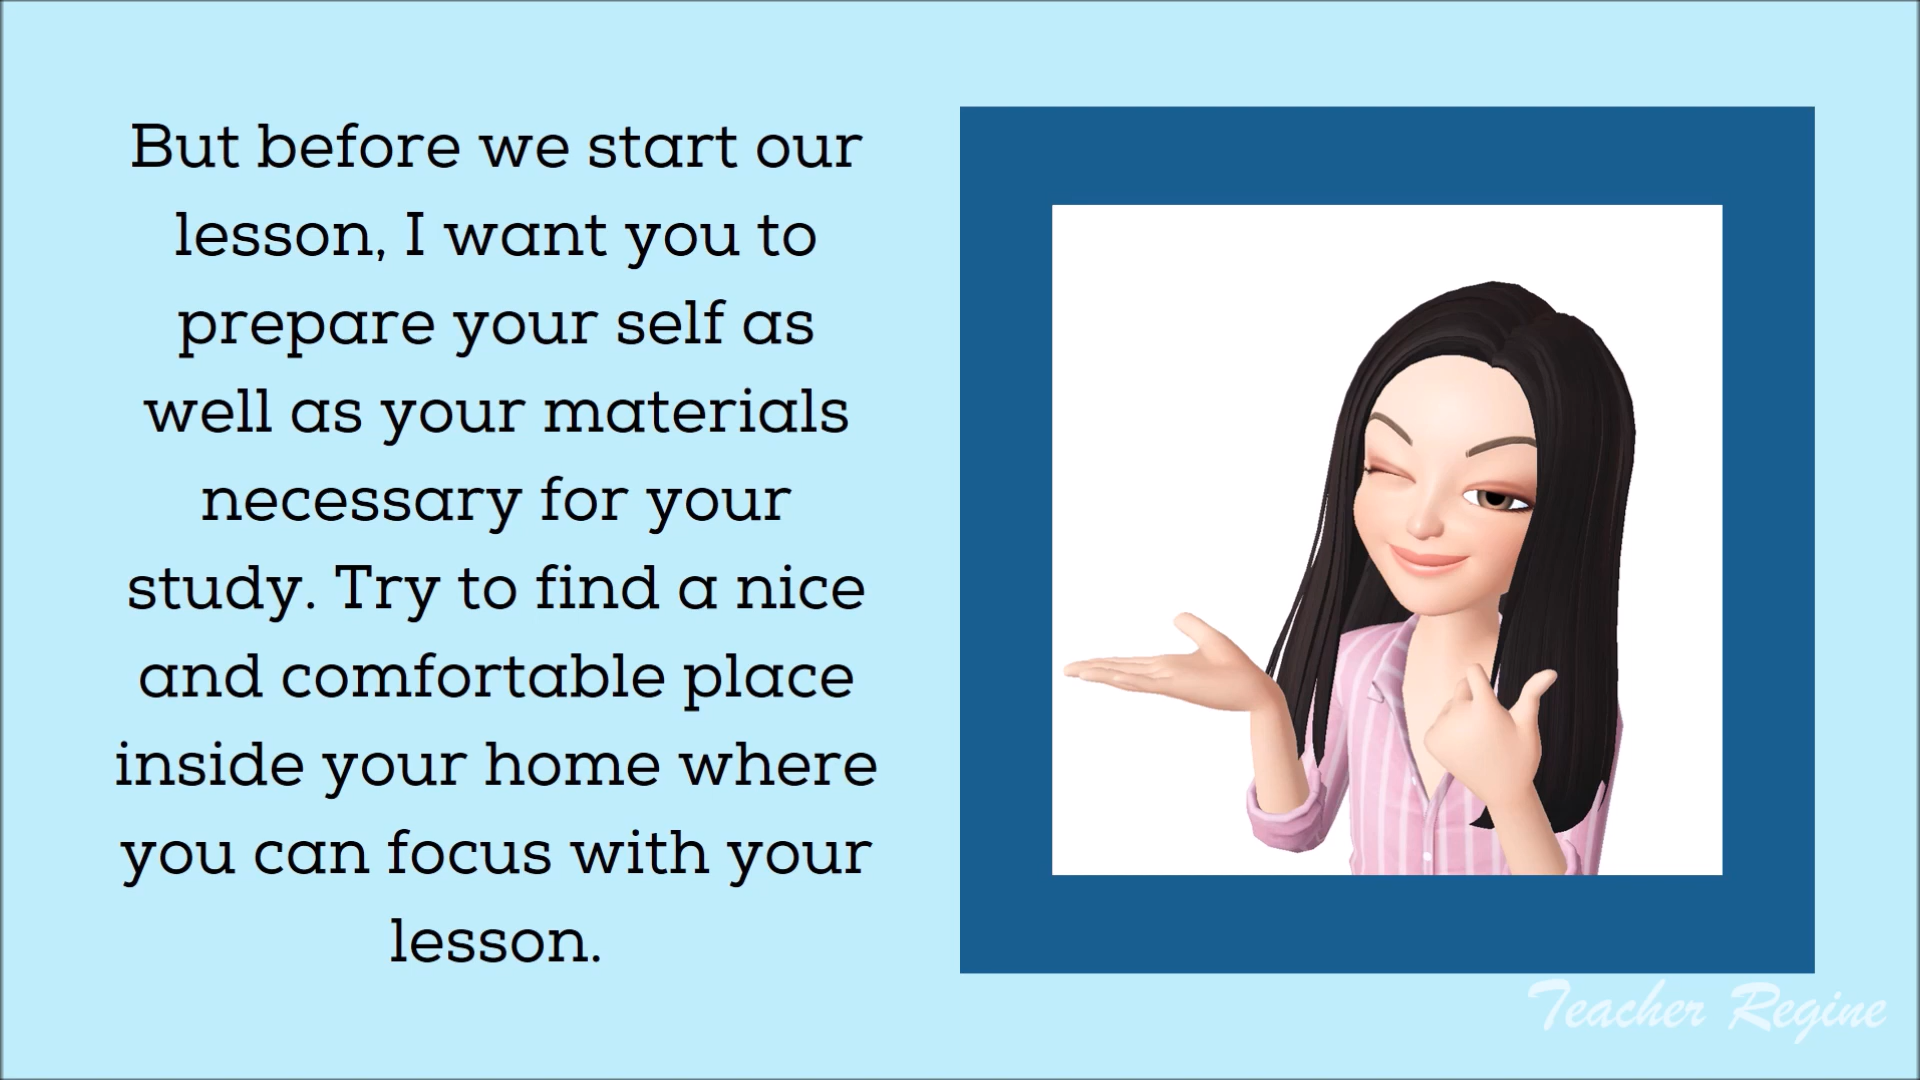 But before we start our
lesson, I want you to
prepare your self as
well as your materials
necessary for your
study. Try to find a nice
and comfortable place
inside your home where
you can focus with your
lesson.
Teacher Regine